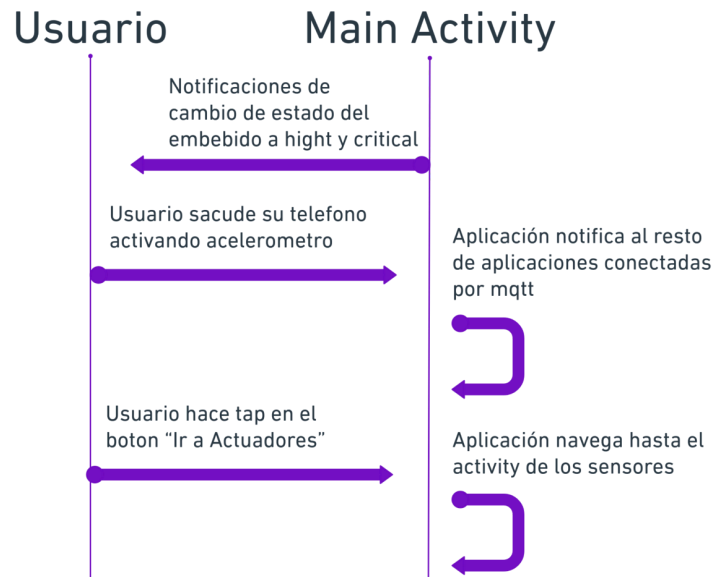 Usuario
Main Activity
Notificaciones de
cambio de estado del
embebido a hight y critical
Usuario sacude su telefono
activando acelerometro
Aplicación notifica al resto
de aplicaciones conectadas
por mqtt
Usuario hace tap en el
boton “Ir a Actuadores”
Aplicación navega hasta el
activity de los sensores